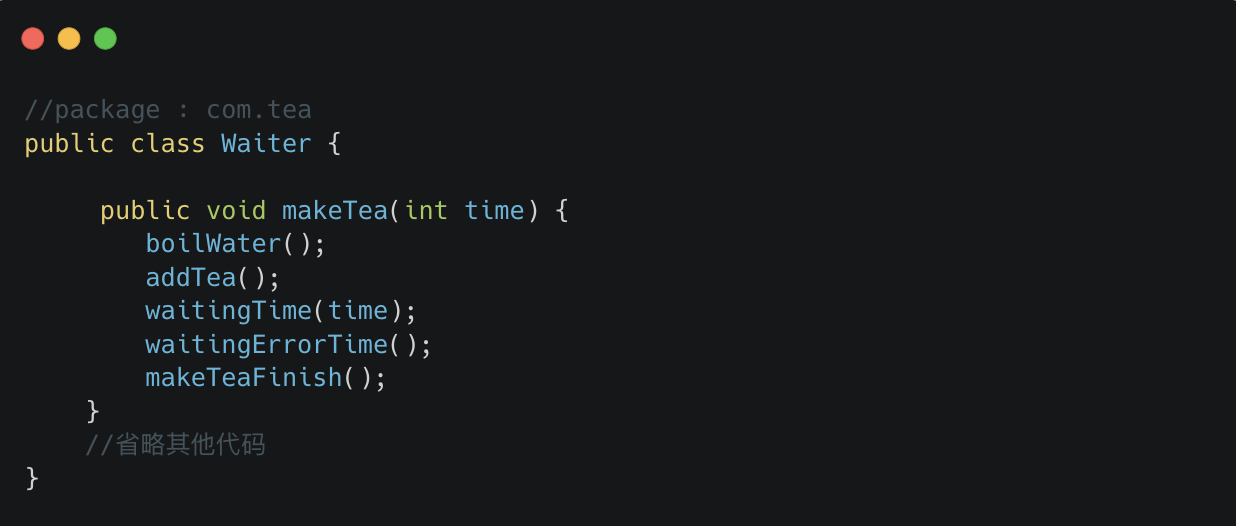 //package : com.tea
public class Waiter {
public void makeTea(int time) {
boilWater();
addTea();
waitingTime(time);
waitingErrorTime();
makeTeaFinish();
}
//省略其他代码
}